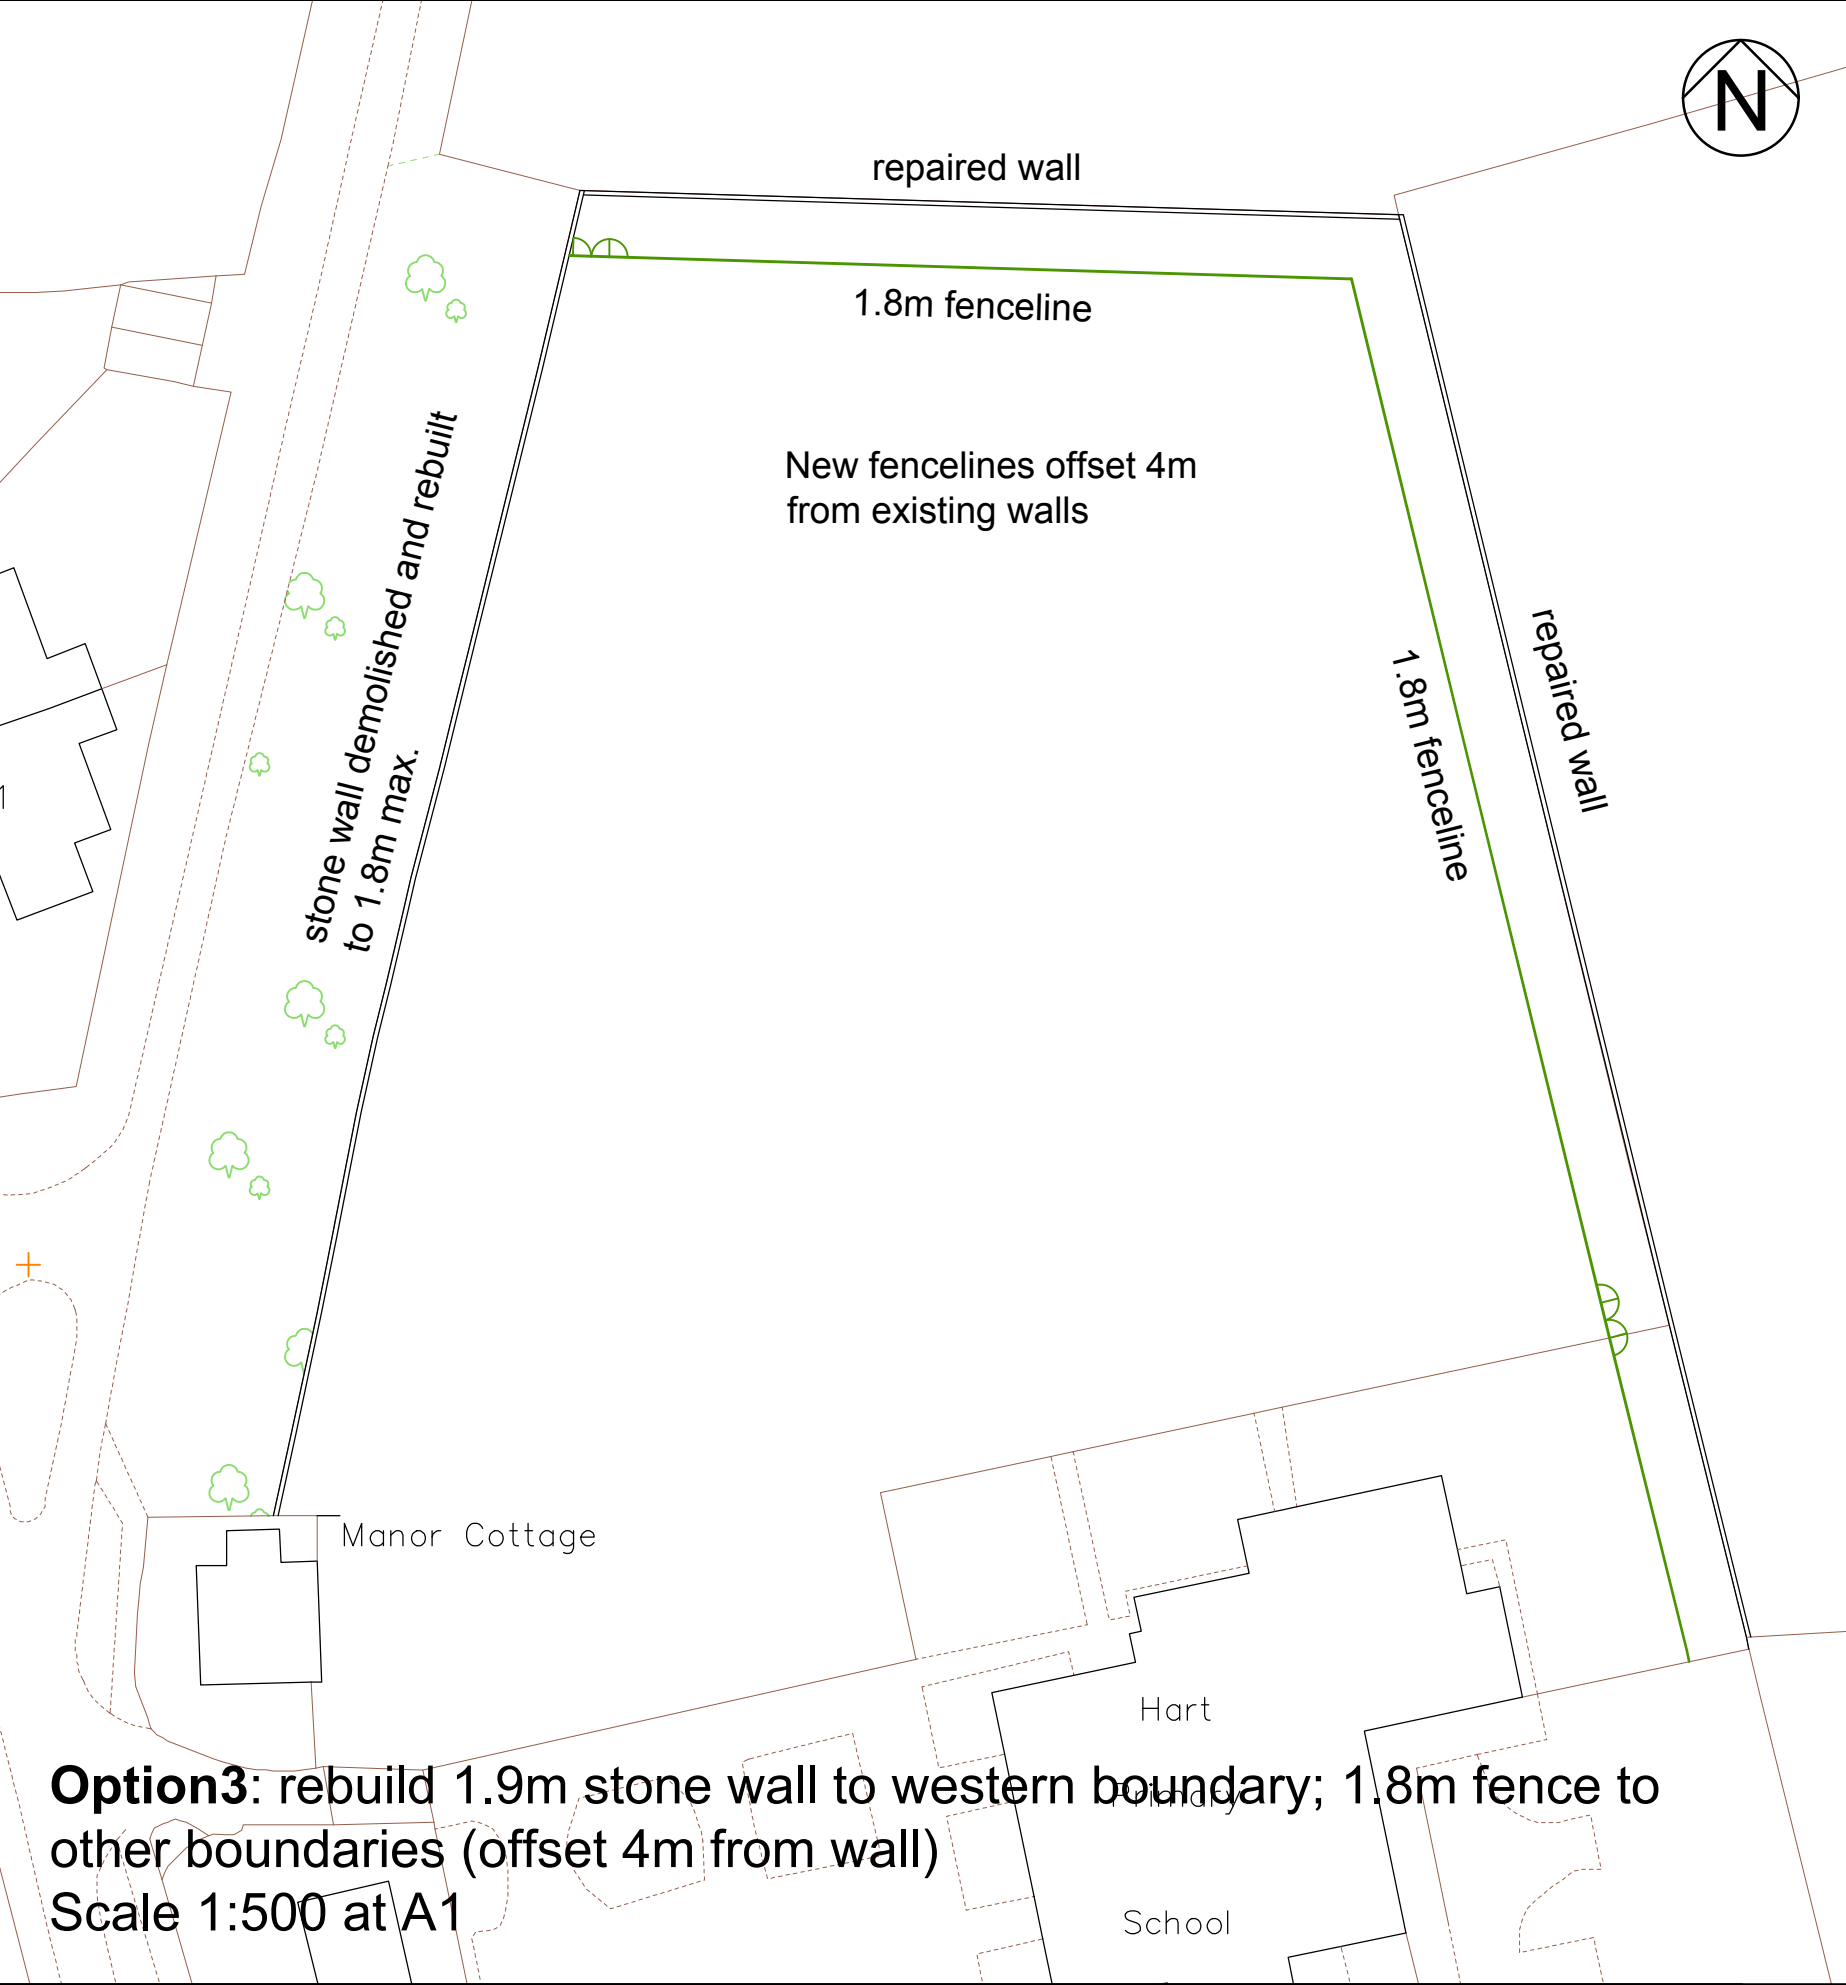 N
repaired wall
1.8m fenceline
New fencelines offset 4m
from existing walls
stone wall demolished and rebuilt
to 1.8m max.
1.8m fenceline
repaired wall
1
Manor Cottage
Hart
Primary
School
Option3: rebuild 1.9m stone wall to western boundary; 1.8m fence to
other boundaries (offset 4m from wall)
Scale 1:500 at A1